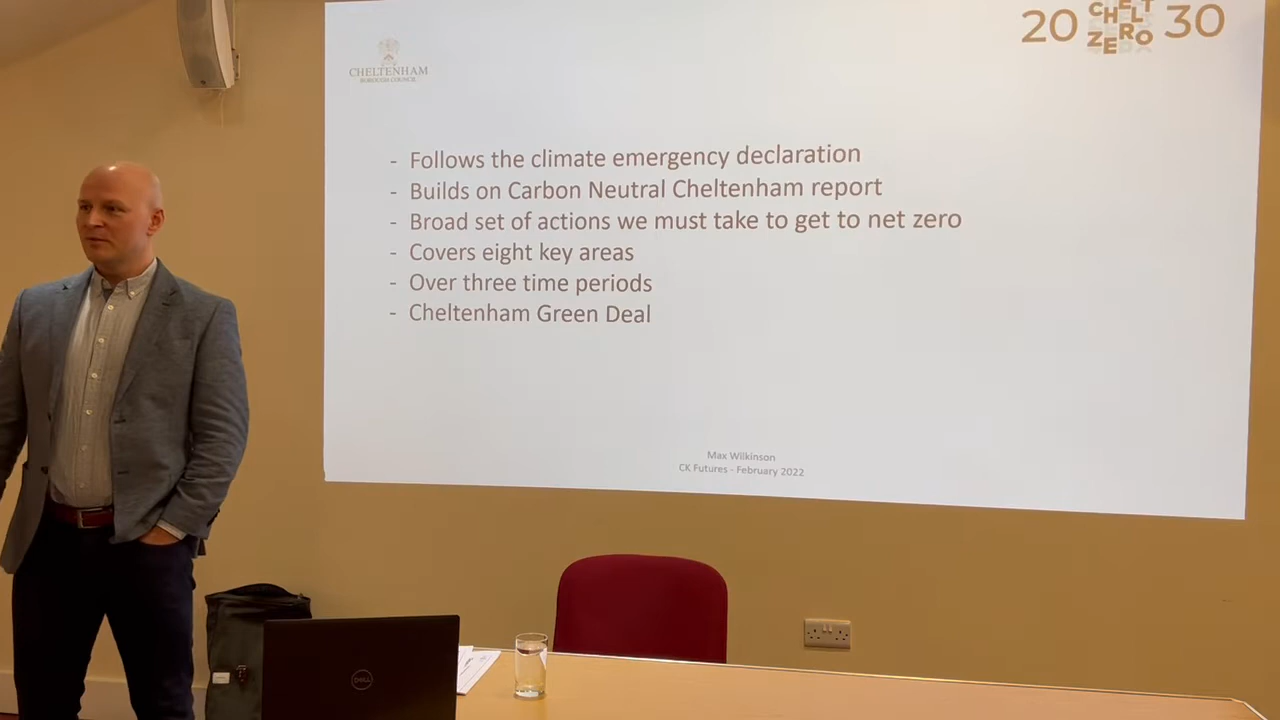 CHELTENHAM
BOROUGH COUNCIL
20 CHELT ZERO 30
- Follows the climate emergency declaration
- Builds on Carbon Neutral Cheltenham report
- Broad set of actions we must take to get to net zero
- Covers eight key areas
- Over three time periods
- Cheltenham Green Deal
Max Wilkinson
CK Futures - February 2022
DELL